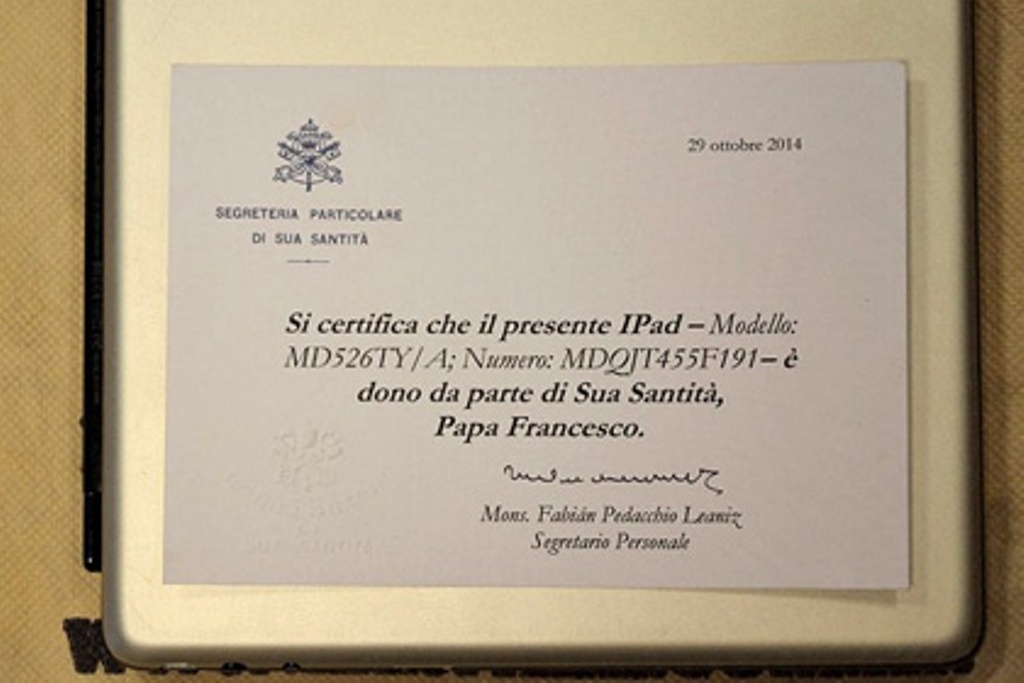 29 ottobre 2014
SEGRETERIA PARTICOLARE
DI SUA SANTITÀ
Si certifica che il presente IPad – Modello:
MD526TY/A; Numero: MDQJT455F191– è
dono da parte di Sua Santità,
Papa Francesco.
Mons. Fabián Pedacchio Leaniz
Segretario Personale